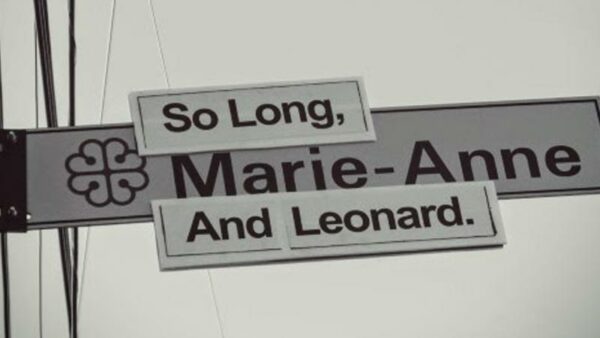 So Long,
Marie-Anne
And Leonard.